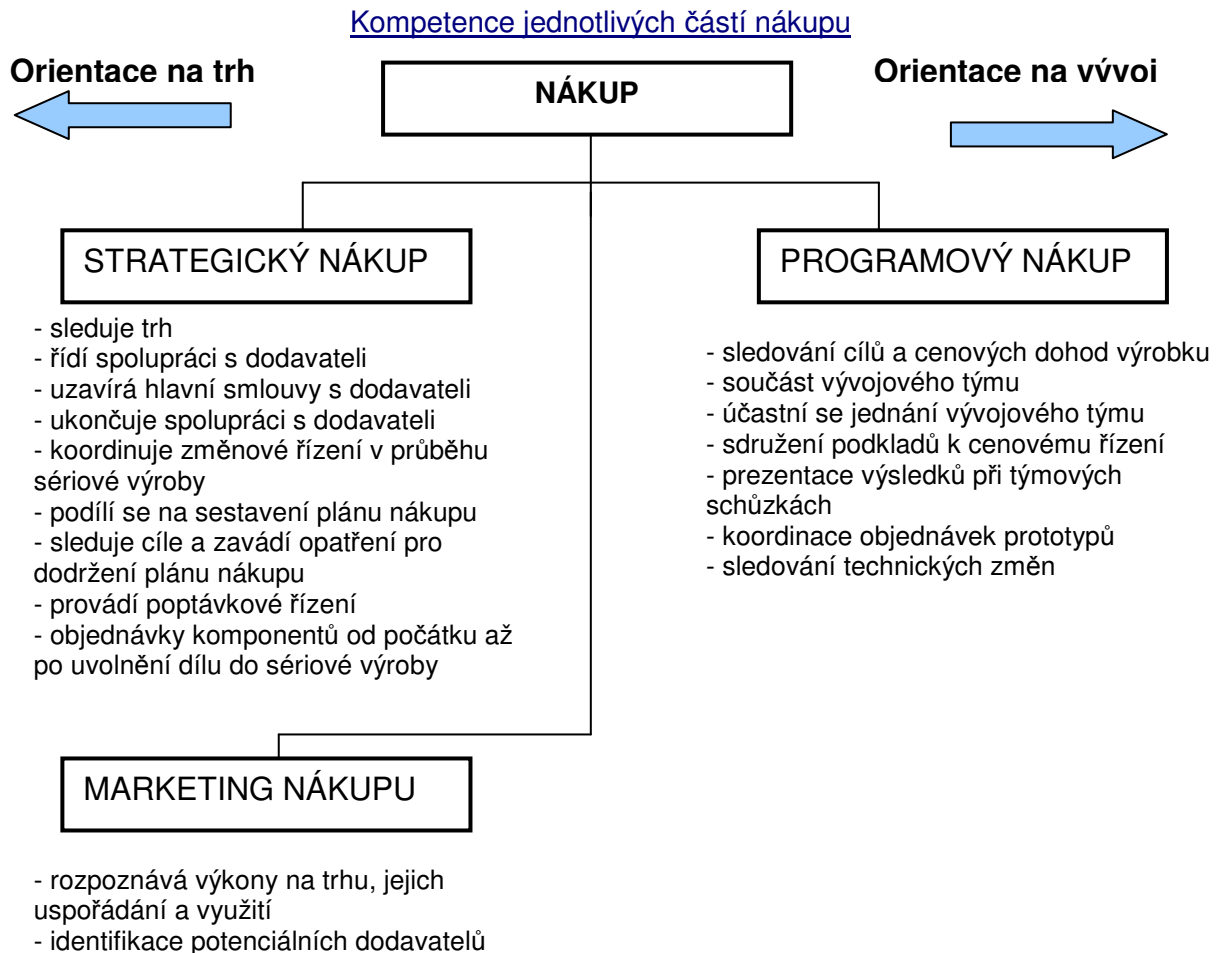 Kompetence jednotlivých částí nákupu
Orientace na trh
NÁKUP
Orientace na vývoj
STRATEGICKÝ NÁKUP
- sleduje trh
- řídí spolupráci s dodavateli
- uzavírá hlavní smlouvy s dodavateli
- ukončuje spolupráci s dodavateli
- koordinuje změnové řízení v průběhu
sériové výroby
- podílí se na sestavení plánu nákupu
- sleduje cíle a zavádí opatření pro
dodržení plánu nákupu
- provádí poptávkové řízení
- objednávky komponentů od počátku až
po uvolnění dílu do sériové výroby
PROGRAMOVÝ NÁKUP
- sledování cílů a cenových dohod výrobku
- součást vývojového týmu
- účastní se jednání vývojového týmu
- sdružení podkladů k cenovému řízení
- prezentace výsledků při týmových
schůzkách
- koordinace objednávek prototypů
- sledování technických změn
MARKETING NÁKUPU
- rozpoznává výkony na trhu, jejich
uspořádání a využití
- identifikace potenciálních dodavatelů